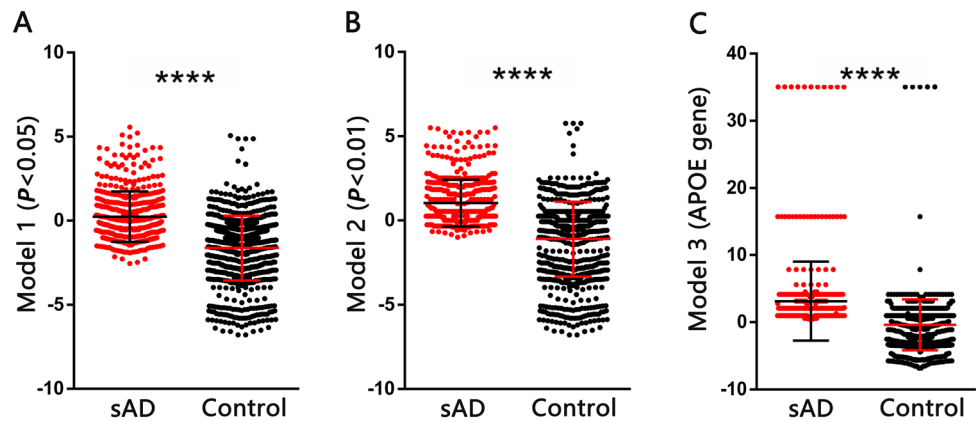 A
Model 1 (P<0.05)
10
5
0
-5
-10
****
sAD Control
B
Model 2 (P<0.01)
10
5
0
-5
-10
****
sAD Control
C
Model 3 (APOE gene)
40
30
20
10
0
-10
****
sAD Control